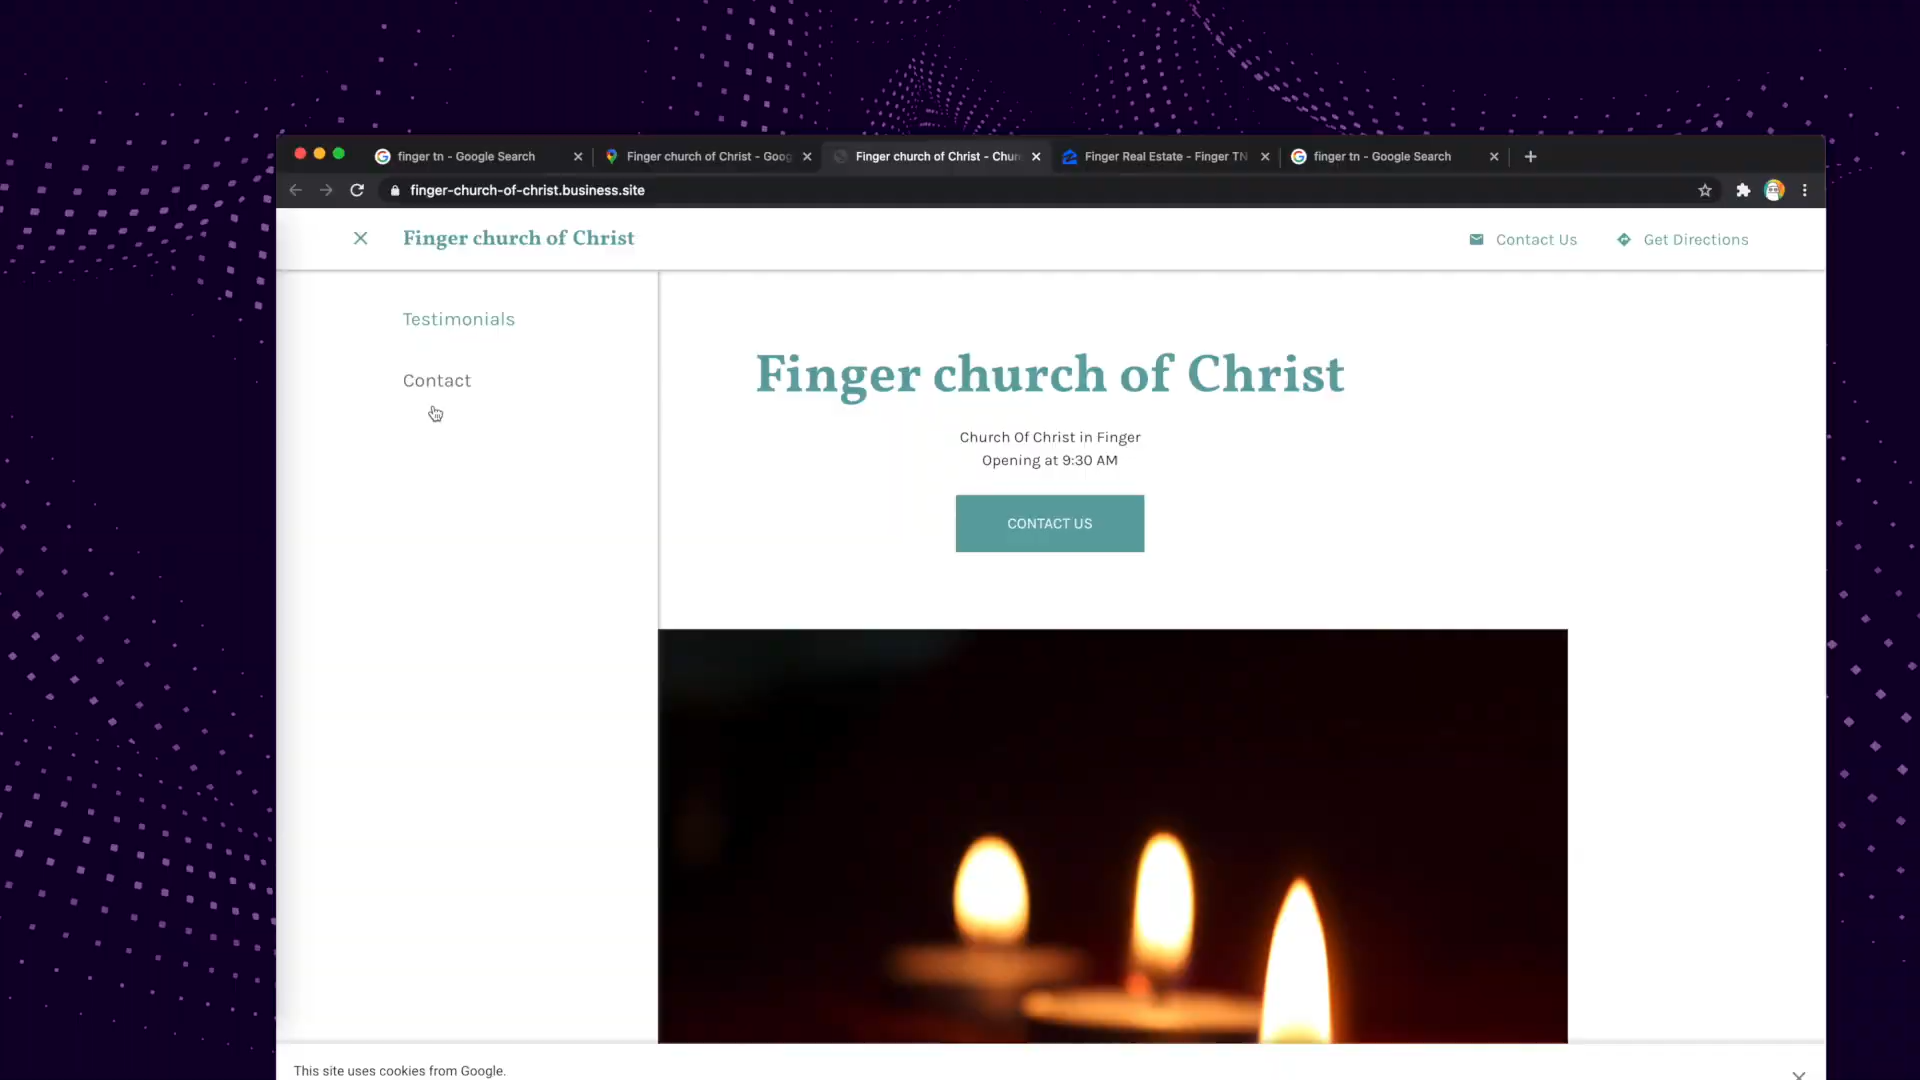 finger tn - Google Search
Finger church of Christ - Goog
Finger church of Christ - Chur
Finger Real Estate - Finger TN
finger tn - Google Search
finger-church-of-christ.business.site
Finger church of Christ
Contact Us
Get Directions
Testimonials
Contact
Finger church of Christ
Church Of Christ in Finger
Opening at 9:30 AM
CONTACT US
This site uses cookies from Google.